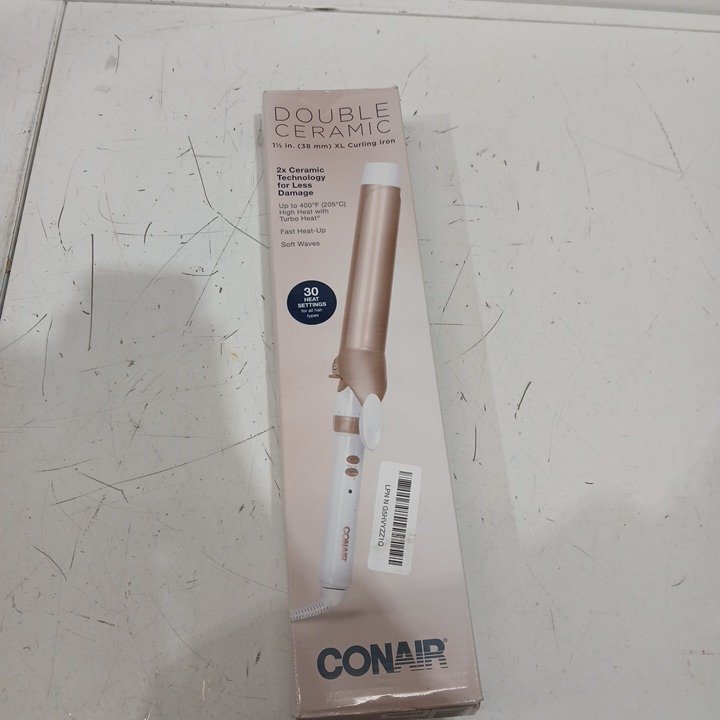 DOUBLE
CERAMIC
1½ in. (38 mm) XL Curling Iron
2x Ceramic
Technology
for Less
Damage
Up to 400°F (205°C)
High Heat with
Turbo Heat®
Fast Heat-Up
Soft Waves
30
HEAT
SETTINGS
for all hair
types
CONAIR
LPN N G5HVYZZ1Q
CONAIR®